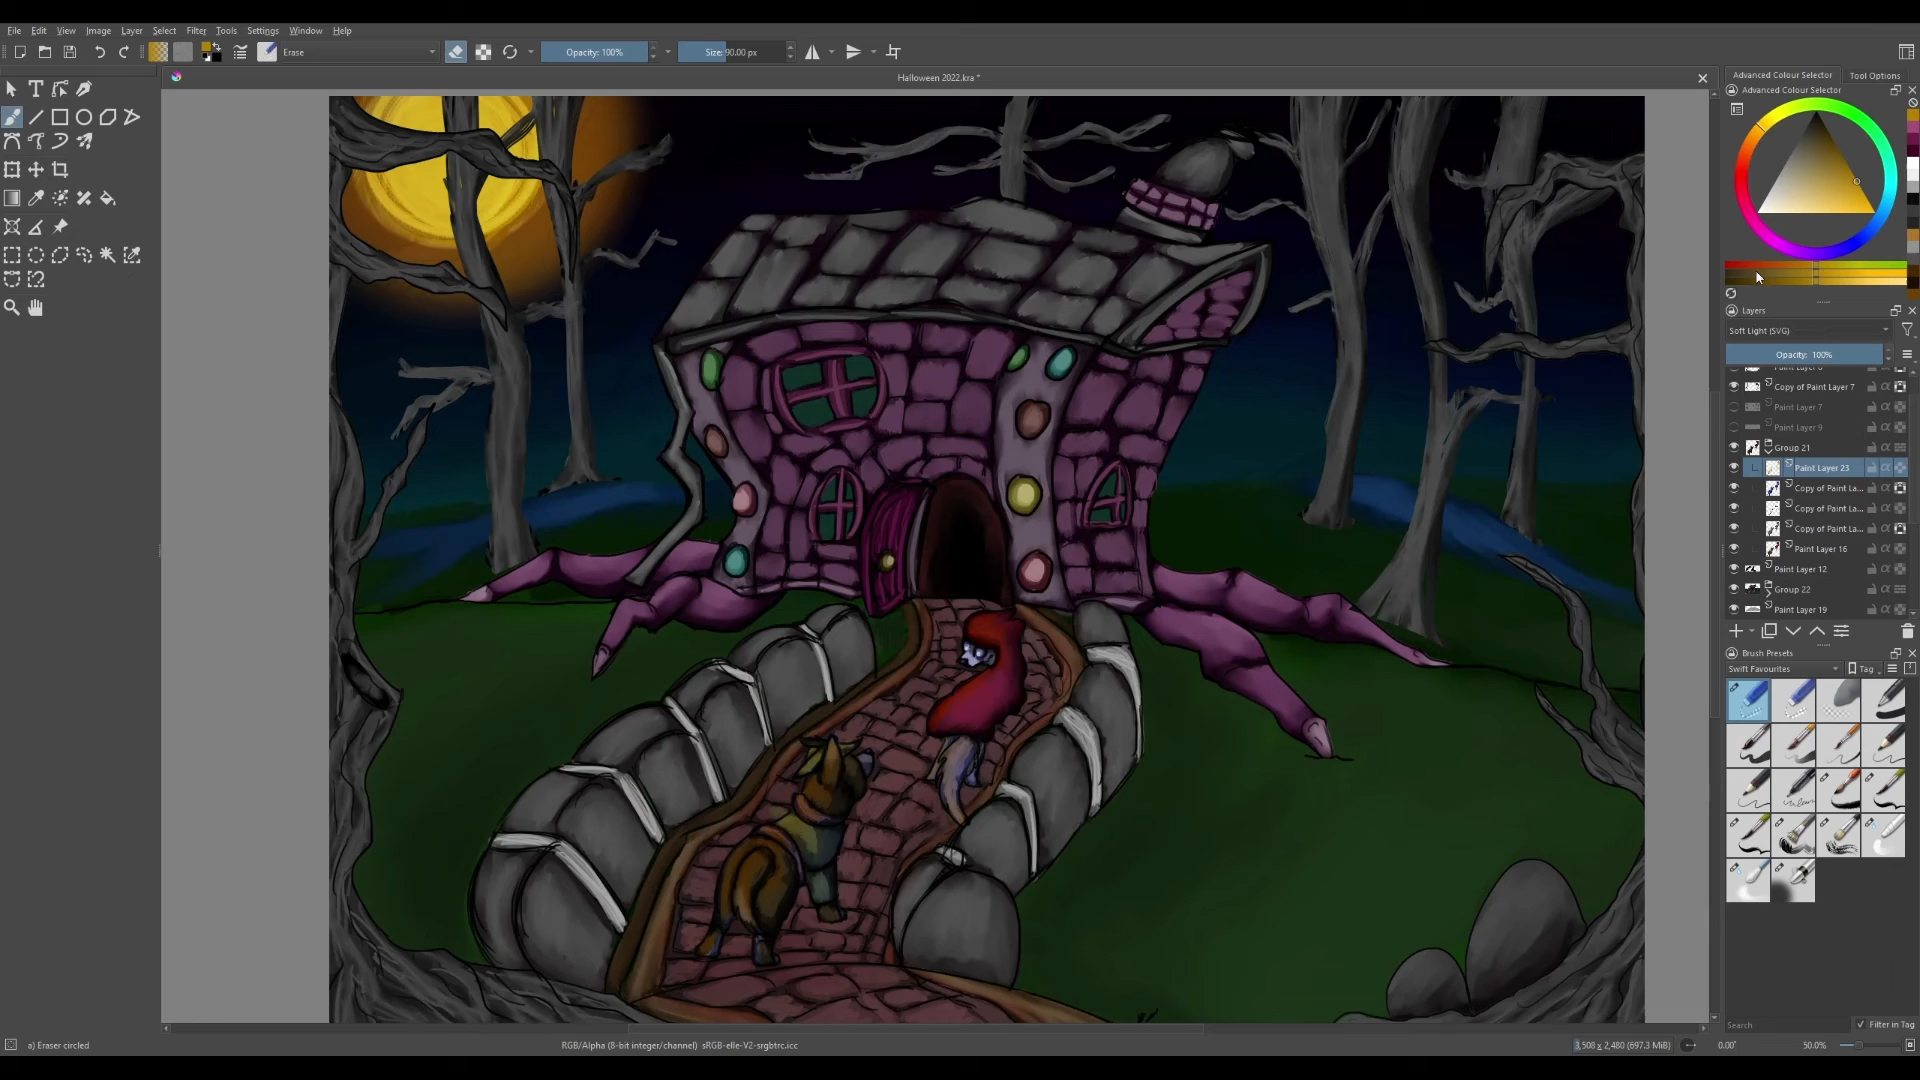 File Edit View Image Layer Select Filter Tools Settings Window Help
Erase Opacity: 100% Size: 90.00 px
Halloween 2022.kra *
Advanced Colour Selector Tool Options
Advanced Colour Selector
Layers
Soft Light (SVG)
Opacity: 100%
Copy of Paint Layer 7
Paint Layer 7
Paint Layer 9
Group 21
Paint Layer 23
Copy of Paint La...
Copy of Paint La...
Copy of Paint La...
Paint Layer 16
Paint Layer 12
Group 22
Paint Layer 19
Brush Presets
Swift Favourites Tag
Search Filter in Tag
a) Eraser circled RGB/Alpha (8-bit integer/channel) sRGB-elle-V2-srgbtrc.icc 3,508 x 2,480 (697.3 MiB) 0.00° 50.0%